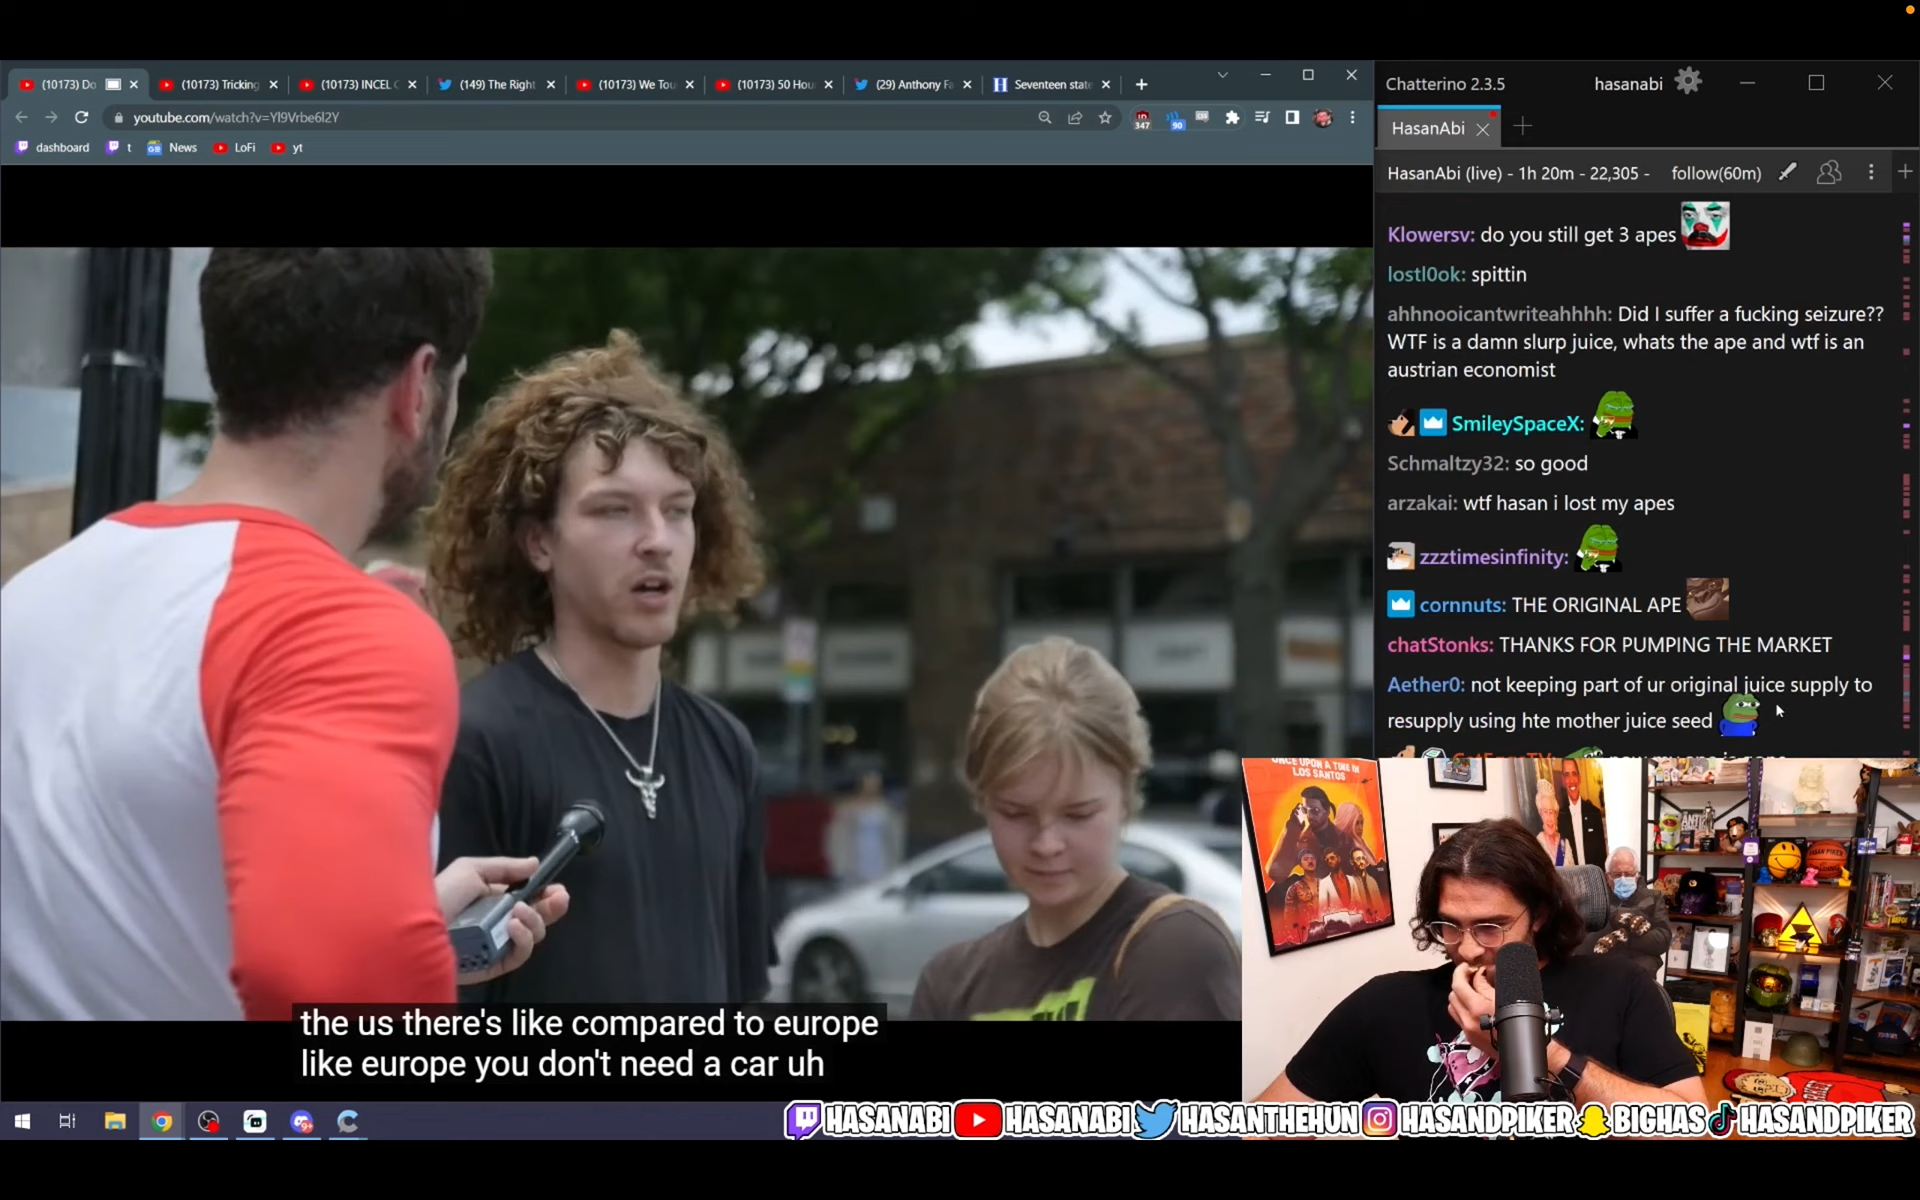 (10173) Do
(10173) Tricking
(10173) INCEL C
(149) The Right
(10173) We Tou
(10173) 50 Hou
(29) Anthony Fa
Seventeen state
youtube.com/watch?v=Yl9Vrbe6l2Y
347
90
dashboard
t
News
LoFi
yt
the us there's like compared to europe
like europe you don't need a car uh
Chatterino 2.3.5
hasanabi
HasanAbi
HasanAbi (live) - 1h 20m - 22,305 -
follow(60m)
Klowersv: do you still get 3 apes
lostl0ok: spittin
ahhnooicantwriteahhhh: Did I suffer a fucking seizure??
WTF is a damn slurp juice, whats the ape and wtf is an
austrian economist
SmileySpaceX:
Schmaltzy32: so good
arzakai: wtf hasan i lost my apes
zzztimesinfinity:
cornnuts: THE ORIGINAL APE
chatStonks: THANKS FOR PUMPING THE MARKET
Aether0: not keeping part of ur original juice supply to
resupply using hte mother juice seed
ONCE UPON A TIME IN
LOS SANTOS
HASANABI
HASANABI
HASANTHEHUN
HASANDPIKER
BIGHAS
HASANDPIKER